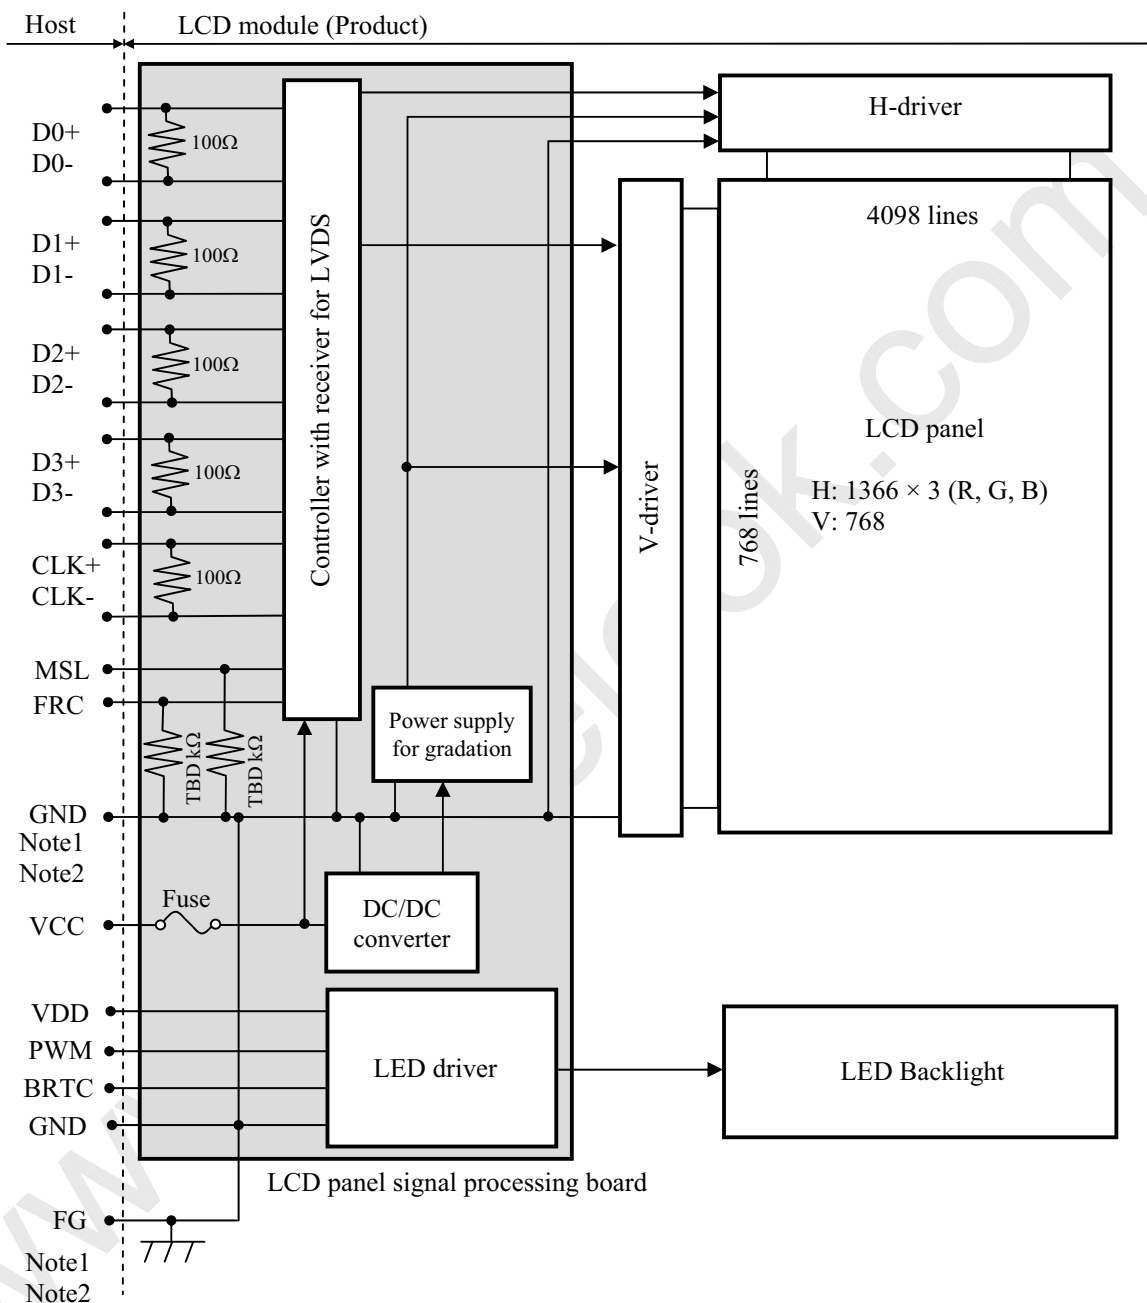 Host
LCD module (Product)
D0+
D0-
100Ω
D1+
D1-
100Ω
D2+
D2-
100Ω
D3+
D3-
100Ω
CLK+
CLK-
100Ω
MSL
FRC
TBD kΩ
TBD kΩ
GND
Note1
Note2
VCC
Fuse
VDD
PWM
BRTC
GND
FG
Note1
Note2
Controller with receiver for LVDS
Power supply
for gradation
DC/DC
converter
LED driver
LCD panel signal processing board
H-driver
V-driver
4098 lines
768 lines
LCD panel
H: 1366 × 3 (R, G, B)
V: 768
LED Backlight